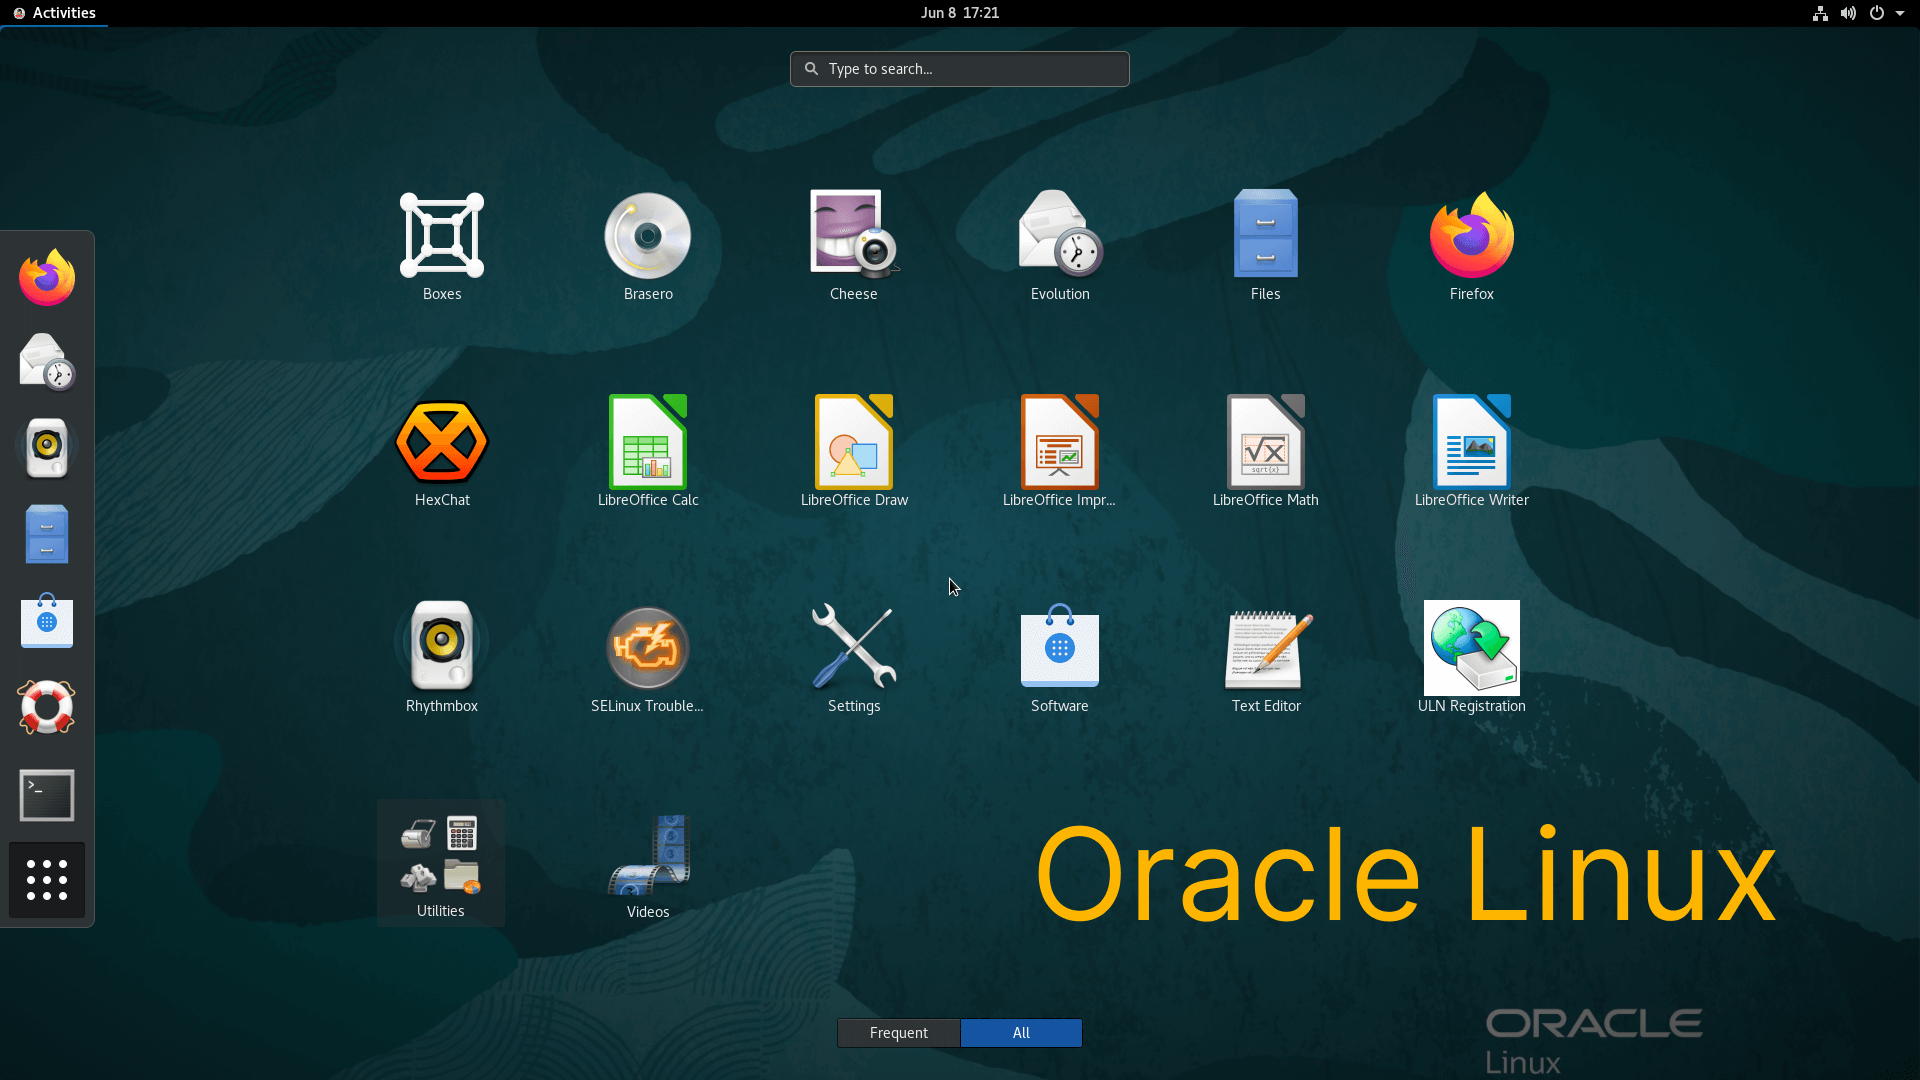 Activities
Jun 8 17:21
Type to search...
Boxes
Brasero
Cheese
Evolution
Files
Firefox
HexChat
LibreOffice Calc
LibreOffice Draw
LibreOffice Impr...
√x
sqrt{x}
LibreOffice Math
LibreOffice Writer
Rhythmbox
SELinux Trouble...
Settings
Software
Text Editor
ULN Registration
>_
Utilities
Videos
Oracle Linux
Frequent
All
ORACLE
Linux